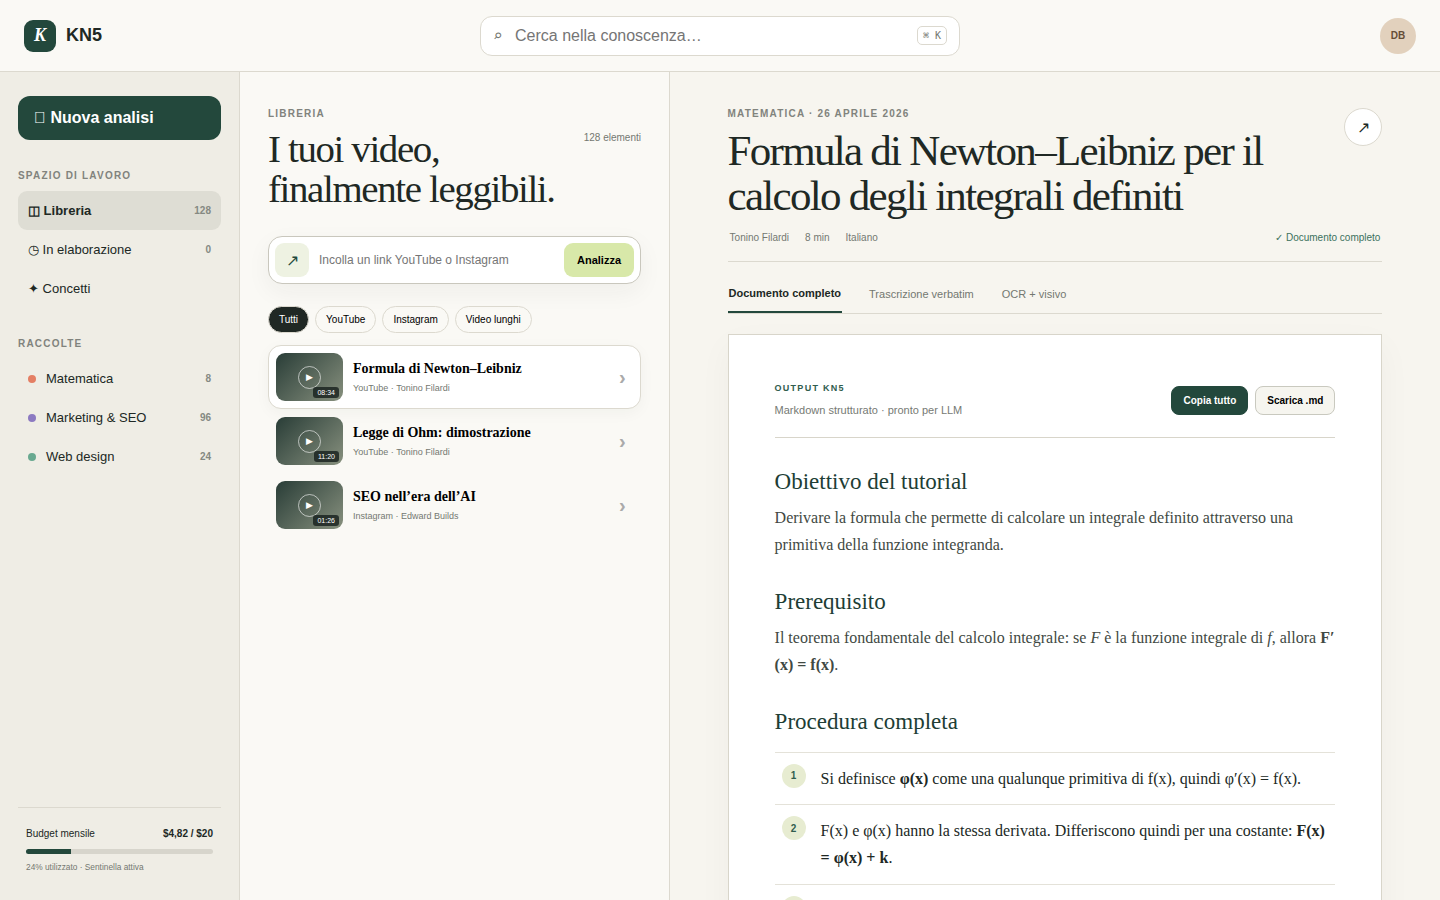 K KN5
Cerca nella conoscenza…
⌘ K
DB
Nuova analisi
SPAZIO DI LAVORO
Libreria 128
In elaborazione 0
Concetti
RACCOLTE
Matematica 8
Marketing & SEO 96
Web design 24
Budget mensile $4,82 / $20
24% utilizzato · Sentinella attiva
LIBRERIA
I tuoi video,
finalmente leggibili.
128 elementi
↗ Incolla un link YouTube o Instagram Analizza
Tutti YouTube Instagram Video lunghi
Formula di Newton–Leibniz
YouTube · Tonino Filardi
08:34
Legge di Ohm: dimostrazione
YouTube · Tonino Filardi
11:20
SEO nell’era dell’AI
Instagram · Edward Builds
01:26
MATEMATICA · 26 APRILE 2026
↗
Formula di Newton–Leibniz per il
calcolo degli integrali definiti
Tonino Filardi 8 min Italiano ✓ Documento completo
Documento completo Trascrizione verbatim OCR + visivo
OUTPUT KN5
Markdown strutturato · pronto per LLM
Copia tutto Scarica .md
Obiettivo del tutorial
Derivare la formula che permette di calcolare un integrale definito attraverso una
primitiva della funzione integranda.
Prerequisito
Il teorema fondamentale del calcolo integrale: se F è la funzione integrale di f, allora F′
(x) = f(x).
Procedura completa
1 Si definisce φ(x) come una qualunque primitiva di f(x), quindi φ′(x) = f(x).
2 F(x) e φ(x) hanno la stessa derivata. Differiscono quindi per una costante: F(x)
= φ(x) + k.